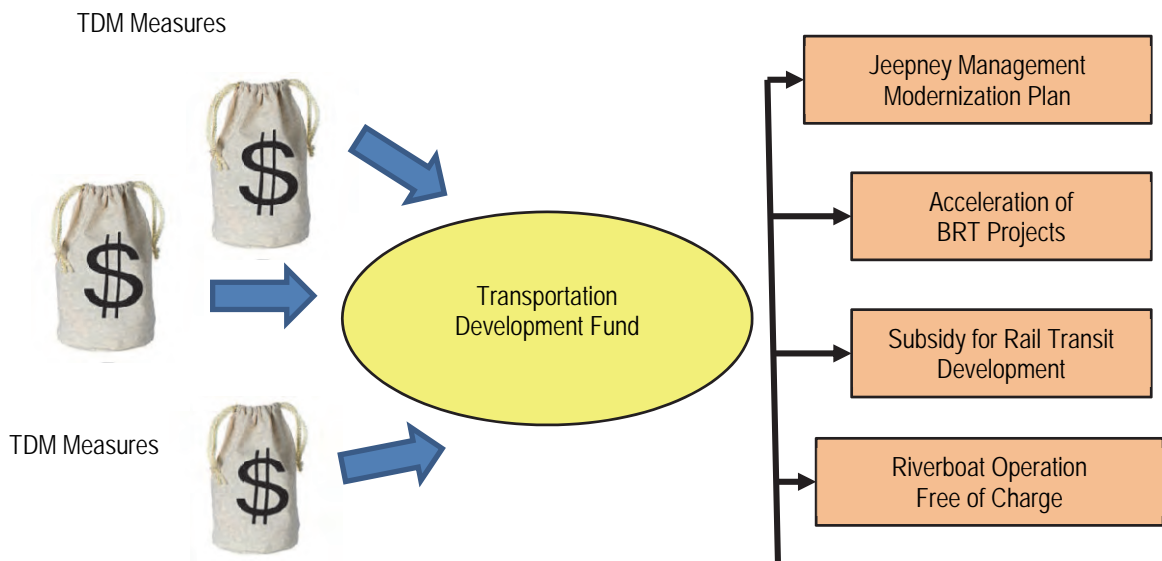 TDM Measures
$
$
$
TDM Measures
Transportation
Development Fund
Jeepney Management
Modernization Plan
Acceleration of
BRT Projects
Subsidy for Rail Transit
Development
Riverboat Operation
Free of Charge